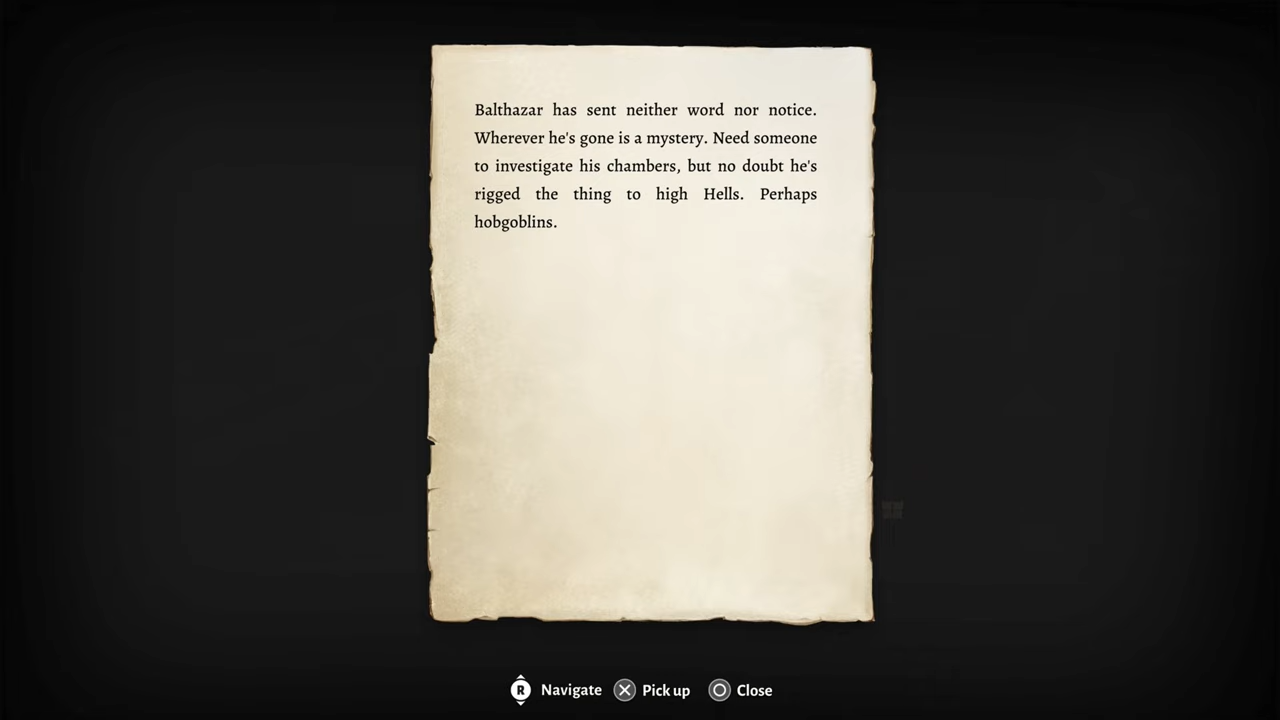 Balthazar has sent neither word nor notice.
Wherever he's gone is a mystery. Need someone
to investigate his chambers, but no doubt he's
rigged the thing to high Hells. Perhaps
hobgoblins.
R Navigate Pick up Close